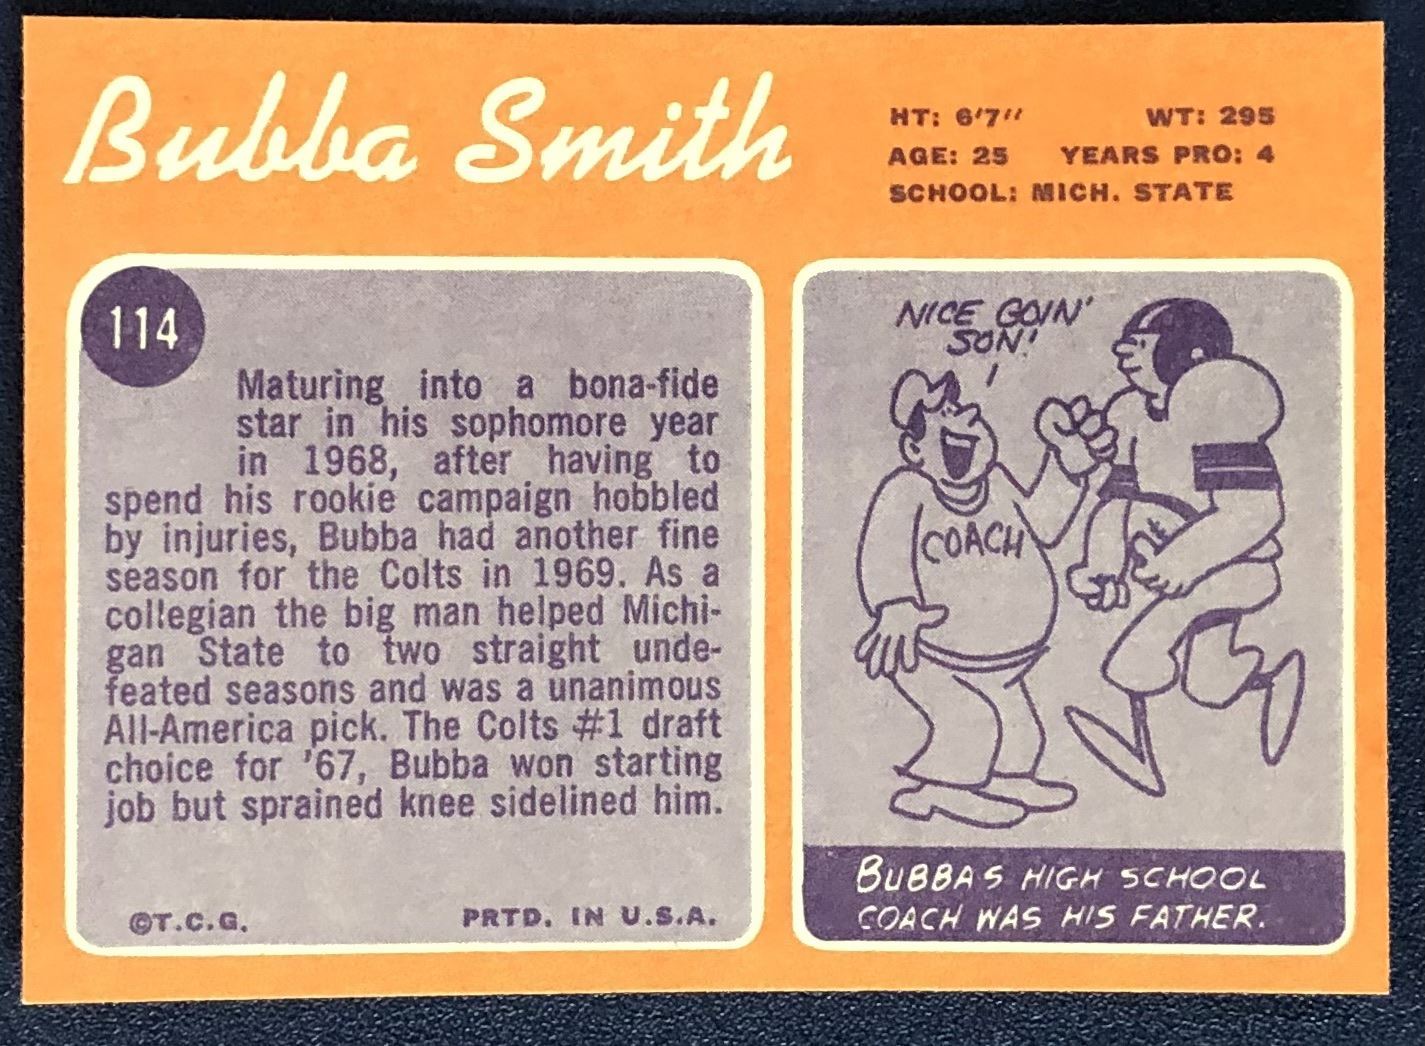 Bubba Smith
HT: 6'7" WT: 295
AGE: 25 YEARS PRO: 4
SCHOOL: MICH. STATE
114
Maturing into a bona-fide
star in his sophomore year
in 1968, after having to
spend his rookie campaign hobbled
by injuries, Bubba had another fine
season for the Colts in 1969. As a
collegian the big man helped Michi-
gan State to two straight unde-
feated seasons and was a unanimous
All-America pick. The Colts #1 draft
choice for '67, Bubba won starting
job but sprained knee sidelined him.
©T.C.G. PRTD. IN U.S.A.
NICE GOIN'
SON!
COACH
BUBBA'S HIGH SCHOOL
COACH WAS HIS FATHER.